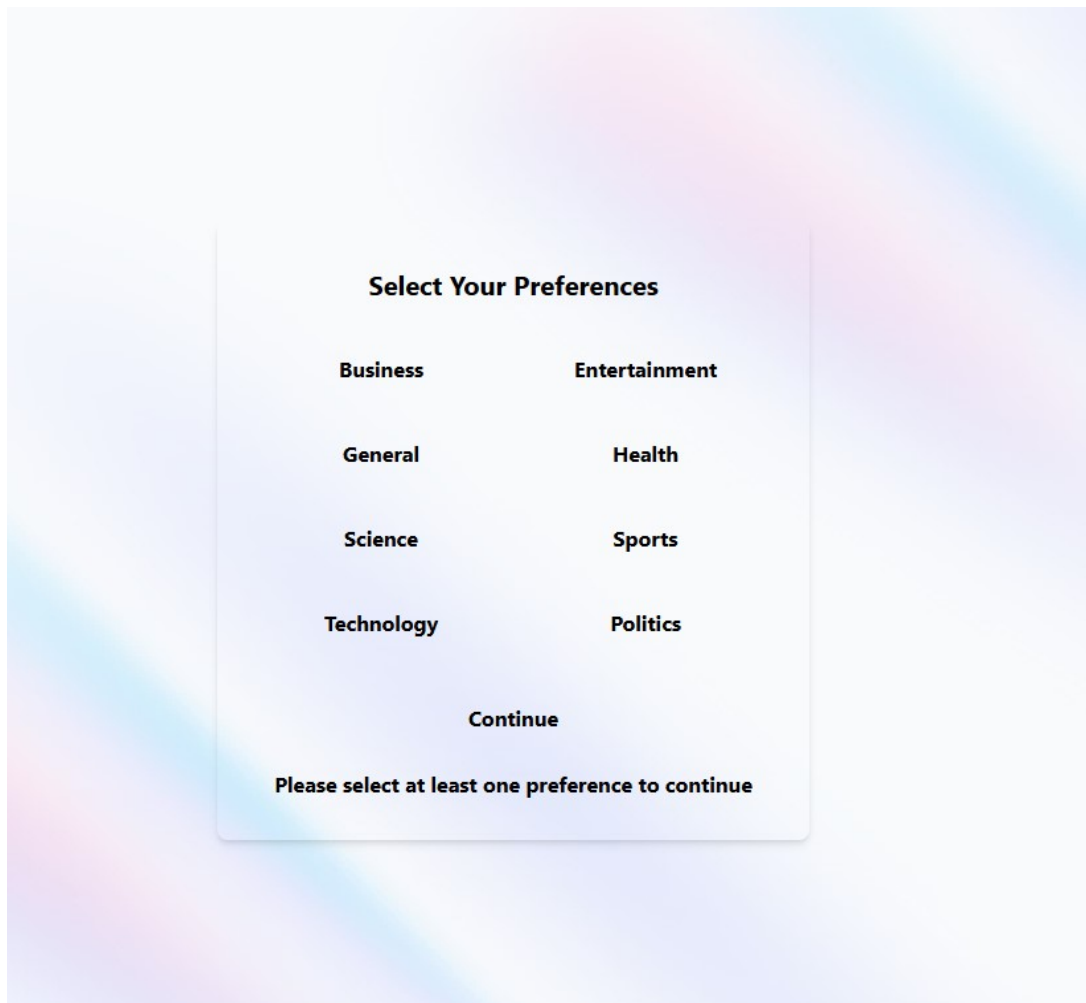 Select Your Preferences
Business
Entertainment
General
Health
Science
Sports
Technology
Politics
Continue
Please select at least one preference to continue